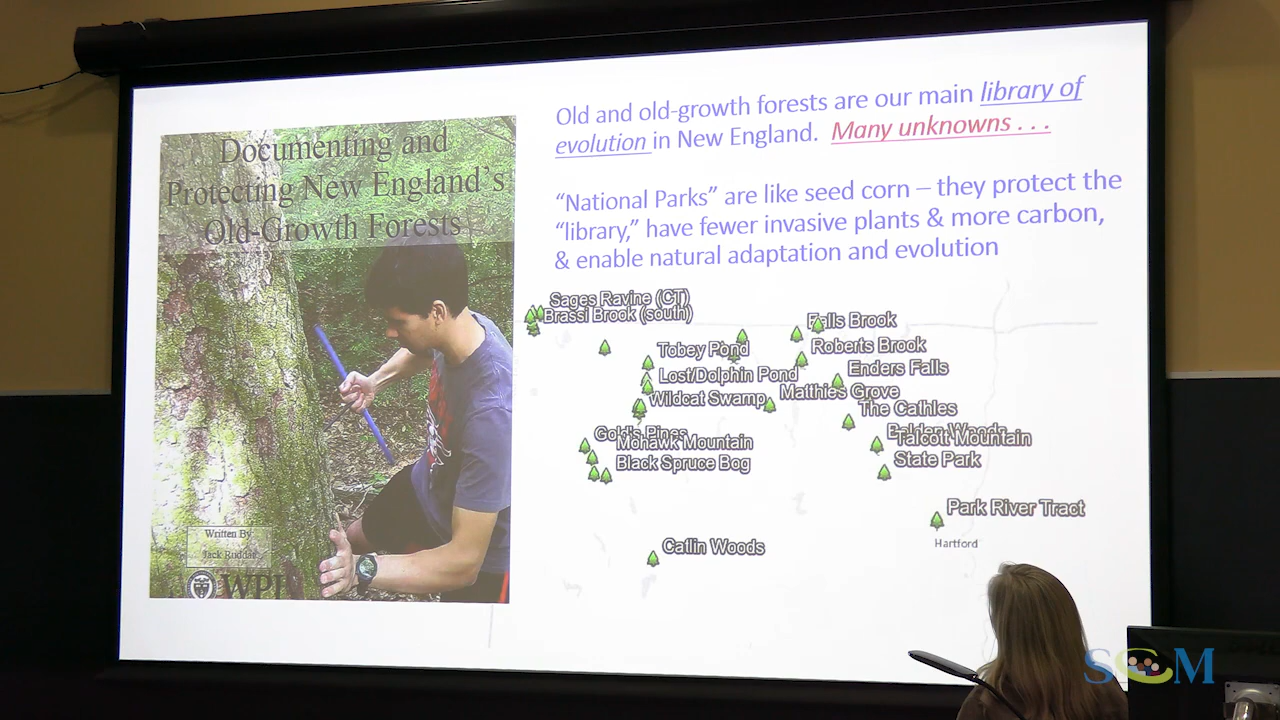 Documenting and
Protecting New England's
Old-Growth Forests
Written By
Jack Ruddat
WPI
Old and old-growth forests are our main library of
evolution in New England. Many unknowns . . .
“National Parks” are like seed corn – they protect the
“library,” have fewer invasive plants & more carbon,
& enable natural adaptation and evolution
Sages Ravine (CT)
Brassi Brook (south)
Falls Brook
Tobey Pond
Roberts Brook
Lost/Dolphin Pond
Enders Falls
Wildcat Swamp
Matthies Grove
The Cathles
Gold's Pines
Belden Woods
Mohawk Mountain
Talcott Mountain
Black Spruce Bog
State Park
Park River Tract
Hartford
Catlin Woods
SCM